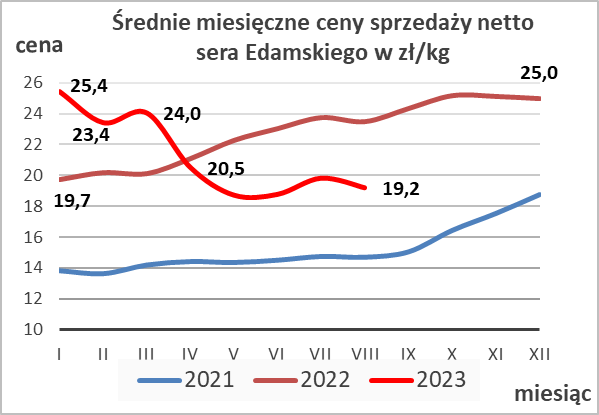 Średnie miesięczne ceny sprzedaży netto
sera Edamskiego w zł/kg
cena
26
24
22
20
18
16
14
12
10
25,4
23,4
24,0
20,5
19,7
19,2
25,0
I II III IV V VI VII VIII IX X XI XII
2021 2022 2023
miesiąc